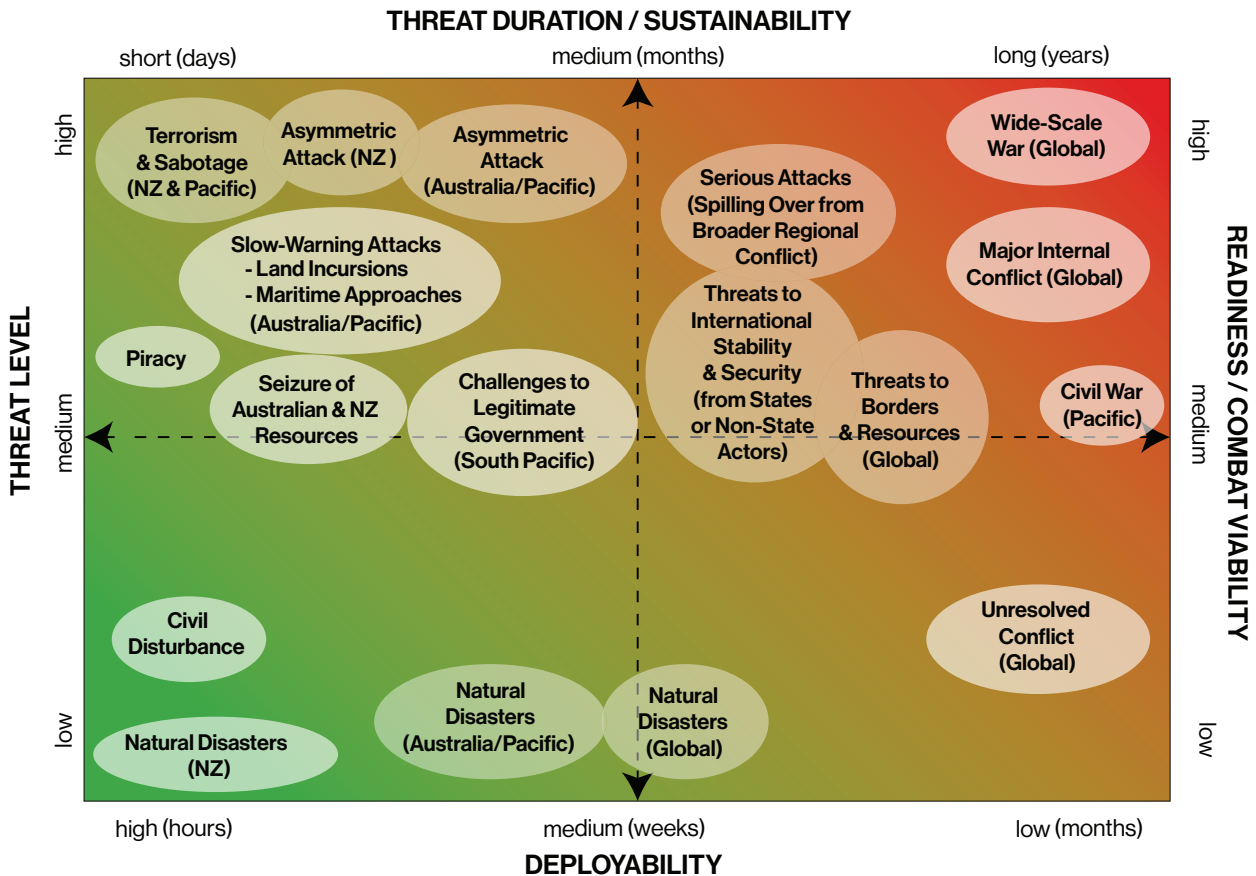 THREAT DURATION / SUSTAINABILITY
short (days)
medium (months)
long (years)
THREAT LEVEL
high
medium
low
READINESS / COMBAT VIABILITY
high
medium
low
Terrorism
& Sabotage
(NZ & Pacific)
Asymmetric
Attack (NZ )
Asymmetric
Attack
(Australia/Pacific)
Wide-Scale
War (Global)
Serious Attacks
(Spilling Over from
Broader Regional
Conflict)
Slow-Warning Attacks
- Land Incursions
- Maritime Approaches
(Australia/Pacific)
Major Internal
Conflict (Global)
Threats to
International
Stability
& Security
(from States
or Non-State
Actors)
Piracy
Seizure of
Australian & NZ
Resources
Challenges to
Legitimate
Government
(South Pacific)
Threats to
Borders
& Resources
(Global)
Civil War
(Pacific)
Civil
Disturbance
Unresolved
Conflict
(Global)
Natural
Disasters
(Australia/Pacific)
Natural
Disasters
(Global)
Natural Disasters
(NZ)
high (hours)
medium (weeks)
low (months)
DEPLOYABILITY